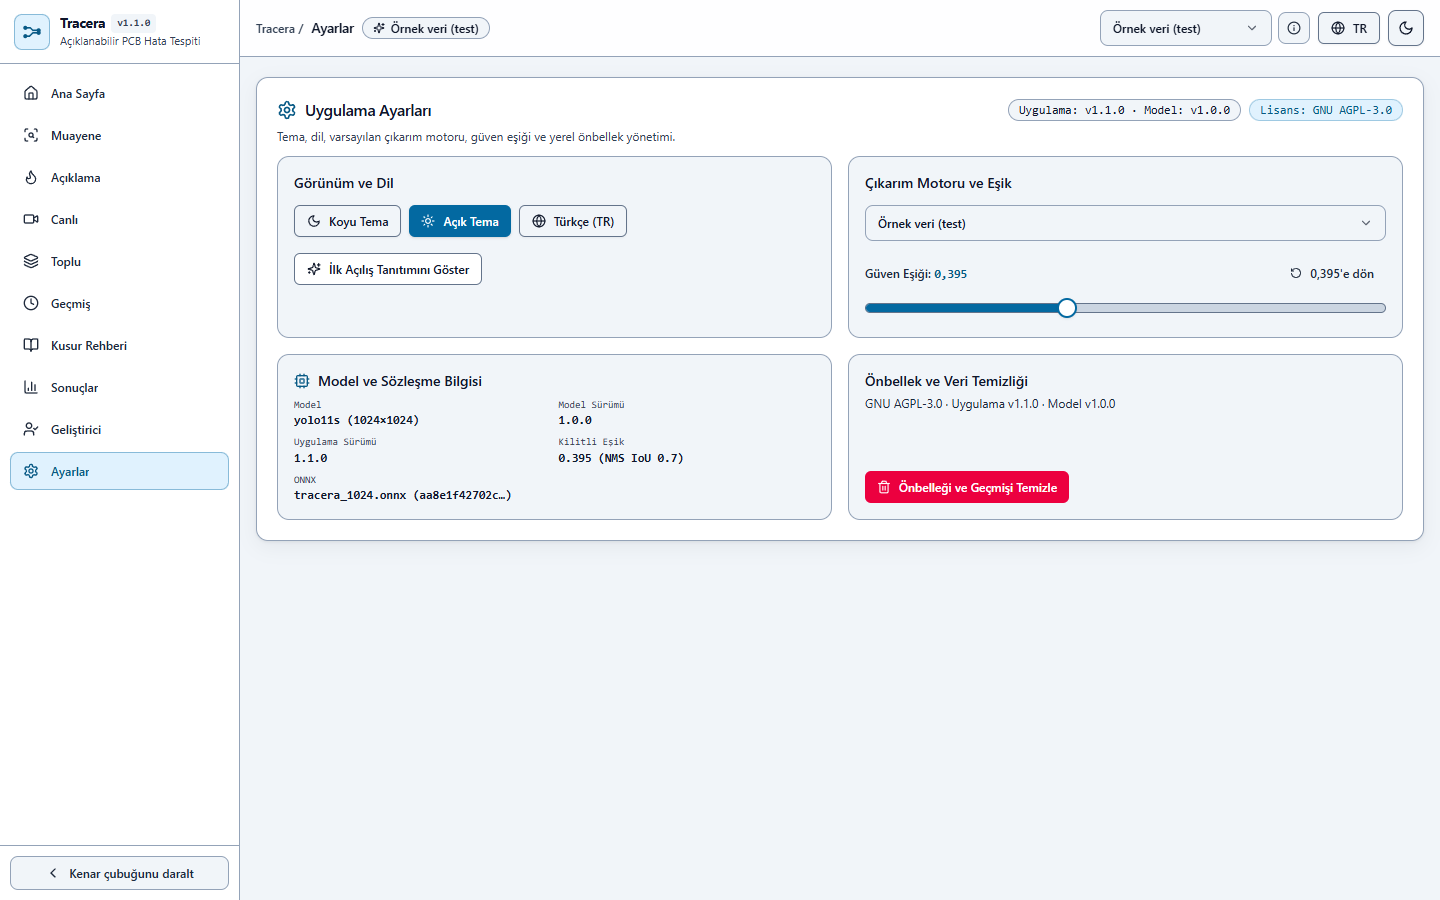 Tracera v1.1.0
Açıklanabilir PCB Hata Tespiti
Ana Sayfa
Muayene
Açıklama
Canlı
Toplu
Geçmiş
Kusur Rehberi
Sonuçlar
Geliştirici
Ayarlar
Kenar çubuğunu daralt
Tracera / Ayarlar Örnek veri (test)
Örnek veri (test)
TR
Uygulama Ayarları
Uygulama: v1.1.0 · Model: v1.0.0
Lisans: GNU AGPL-3.0
Tema, dil, varsayılan çıkarım motoru, güven eşiği ve yerel önbellek yönetimi.
Görünüm ve Dil
Koyu Tema
Açık Tema
Türkçe (TR)
İlk Açılış Tanıtımını Göster
Çıkarım Motoru ve Eşik
Örnek veri (test)
Güven Eşiği: 0,395
0,395'e dön
Model ve Sözleşme Bilgisi
Model
yolo11s (1024×1024)
Model Sürümü
1.0.0
Uygulama Sürümü
1.1.0
Kilitli Eşik
0.395 (NMS IoU 0.7)
ONNX
tracera_1024.onnx (aa8e1f42702c…)
Önbellek ve Veri Temizliği
GNU AGPL-3.0 · Uygulama v1.1.0 · Model v1.0.0
Önbelleği ve Geçmişi Temizle